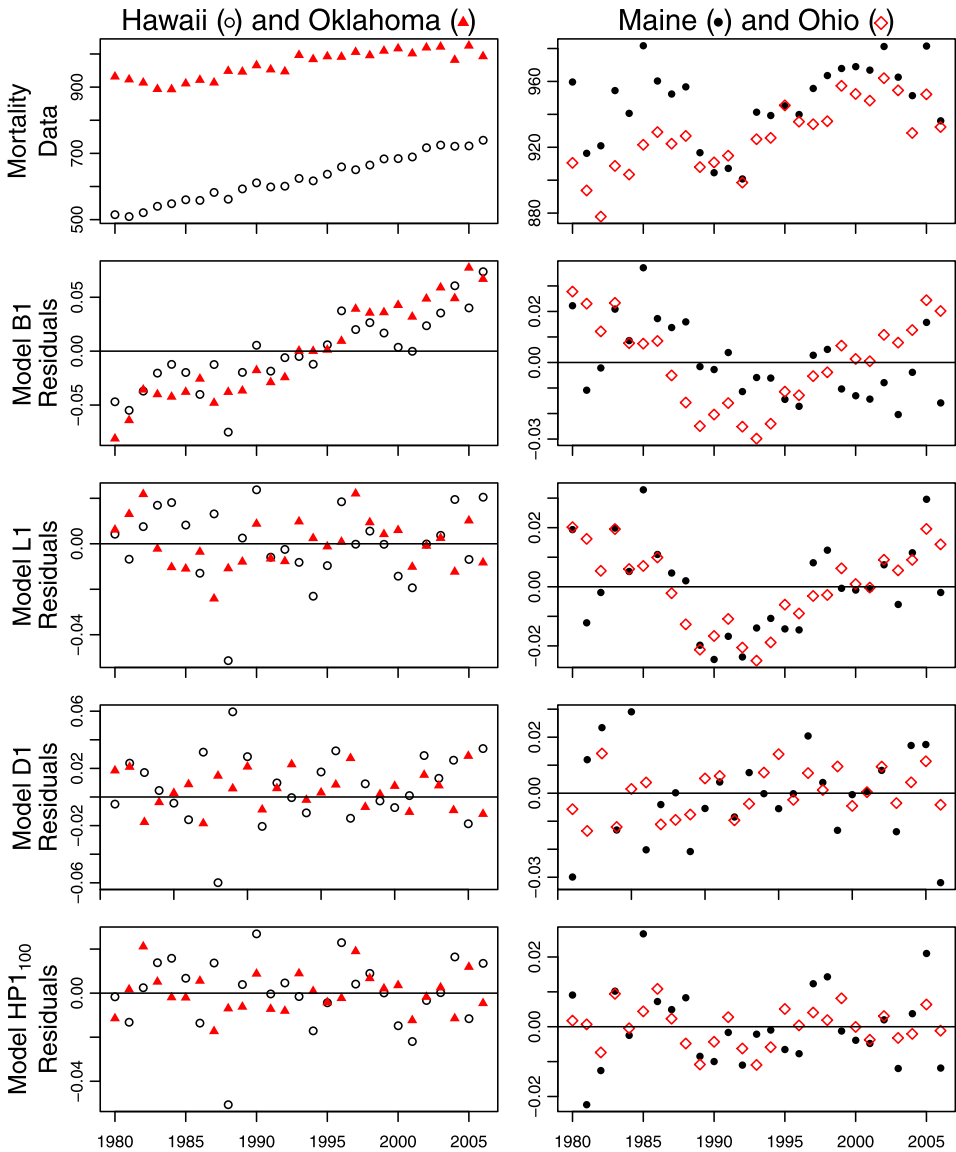 Hawaii (○) and Oklahoma (▲)
Maine (●) and Ohio (◇)
Mortality
Data
500 700 900
880 920 960
Model B1
Residuals
−0.05 0.00 0.05
−0.03 0.00 0.02
Model L1
Residuals
−0.04 0.00
−0.02 0.00 0.02
Model D1
Residuals
−0.06 −0.02 0.02 0.06
−0.03 0.00 0.02
Model HP1₁₀₀
Residuals
−0.04 0.00
−0.02 0.00 0.02
1980 1985 1990 1995 2000 2005
1980 1985 1990 1995 2000 2005